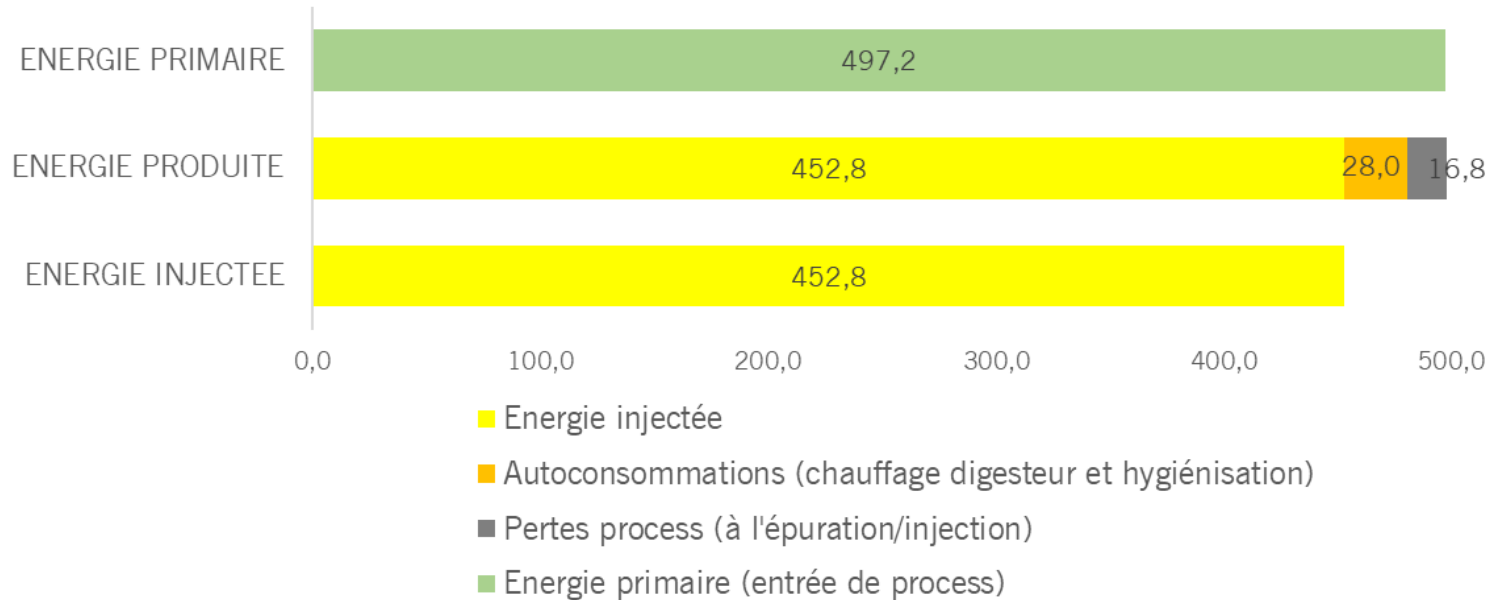 ENERGIE PRIMAIRE
497,2
ENERGIE PRODUITE
452,8
28,0
16,8
ENERGIE INJECTEE
452,8
0,0 100,0 200,0 300,0 400,0 500,0
Energie injectée
Autoconsommations (chauffage digesteur et hygiénisation)
Pertes process (à l'épuration/injection)
Energie primaire (entrée de process)